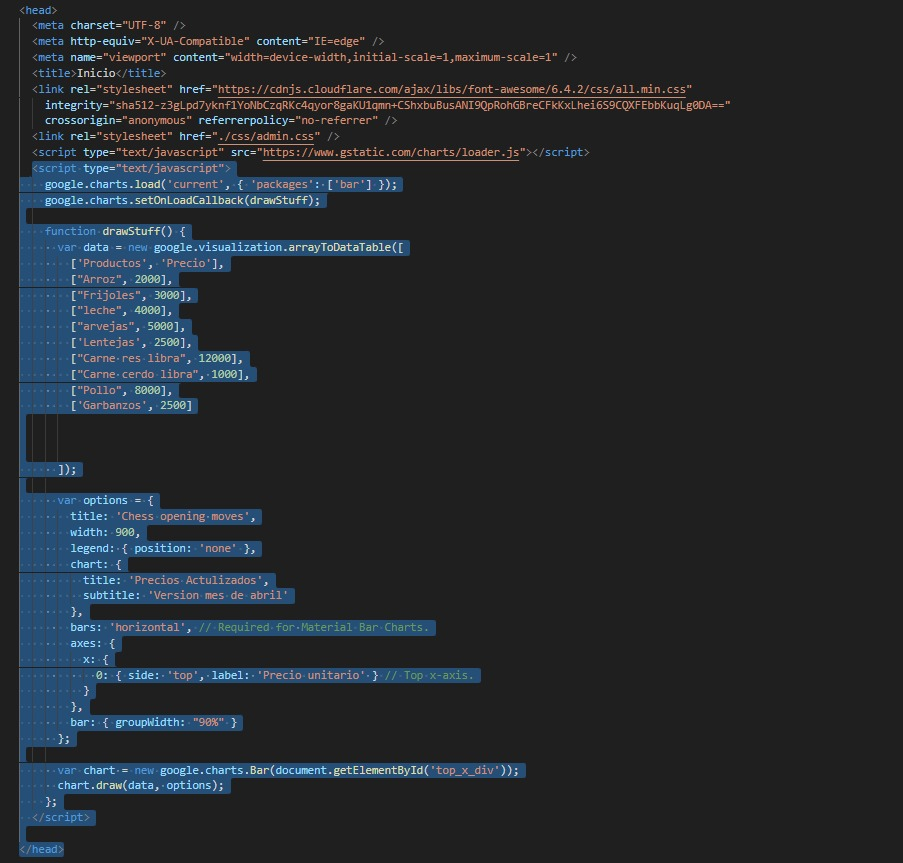 <head>
<meta charset="UTF-8" />
<meta http-equiv="X-UA-Compatible" content="IE=edge" />
<meta name="viewport" content="width=device-width,initial-scale=1,maximum-scale=1" />
<title>Inicio</title>
<link rel="stylesheet" href="https://cdnjs.cloudflare.com/ajax/libs/font-awesome/6.4.2/css/all.min.css"
integrity="sha512-z3gLpd7yknf1YoNbCzqRKc4qyor8gaKU1qmn+CShxbuBusANI9QpRohGBreCFkKxLhei6S9CQXFEbbKuqLg0DA=="
crossorigin="anonymous" referrerpolicy="no-referrer" />
<link rel="stylesheet" href="./css/admin.css" />
<script type="text/javascript" src="https://www.gstatic.com/charts/loader.js"></script>
<script type="text/javascript">
google.charts.load('current', { 'packages': ['bar'] });
google.charts.setOnLoadCallback(drawStuff);
function drawStuff() {
var data = new google.visualization.arrayToDataTable([
['Productos', 'Precio'],
["Arroz", 2000],
["Frijoles", 3000],
["leche", 4000],
["arvejas", 5000],
['Lentejas', 2500],
["Carne res libra", 12000],
["Carne cerdo libra", 1000],
["Pollo", 8000],
['Garbanzos', 2500]
]);
var options = {
title: 'Chess opening moves',
width: 900,
legend: { position: 'none' },
chart: {
title: 'Precios Actulizados',
subtitle: 'Version mes de abril'
},
bars: 'horizontal', // Required for Material Bar Charts.
axes: {
x: {
0: { side: 'top', label: 'Precio unitario' } // Top x-axis.
}
},
bar: { groupWidth: "90%" }
};
var chart = new google.charts.Bar(document.getElementById('top_x_div'));
chart.draw(data, options);
};
</script>
</head>